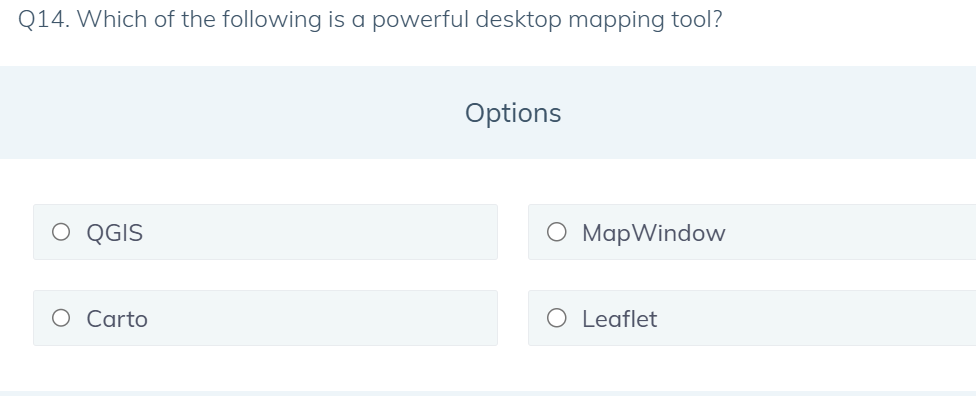 Q14. Which of the following is a powerful desktop mapping tool?
Options
QGIS
MapWindow
Carto
Leaflet